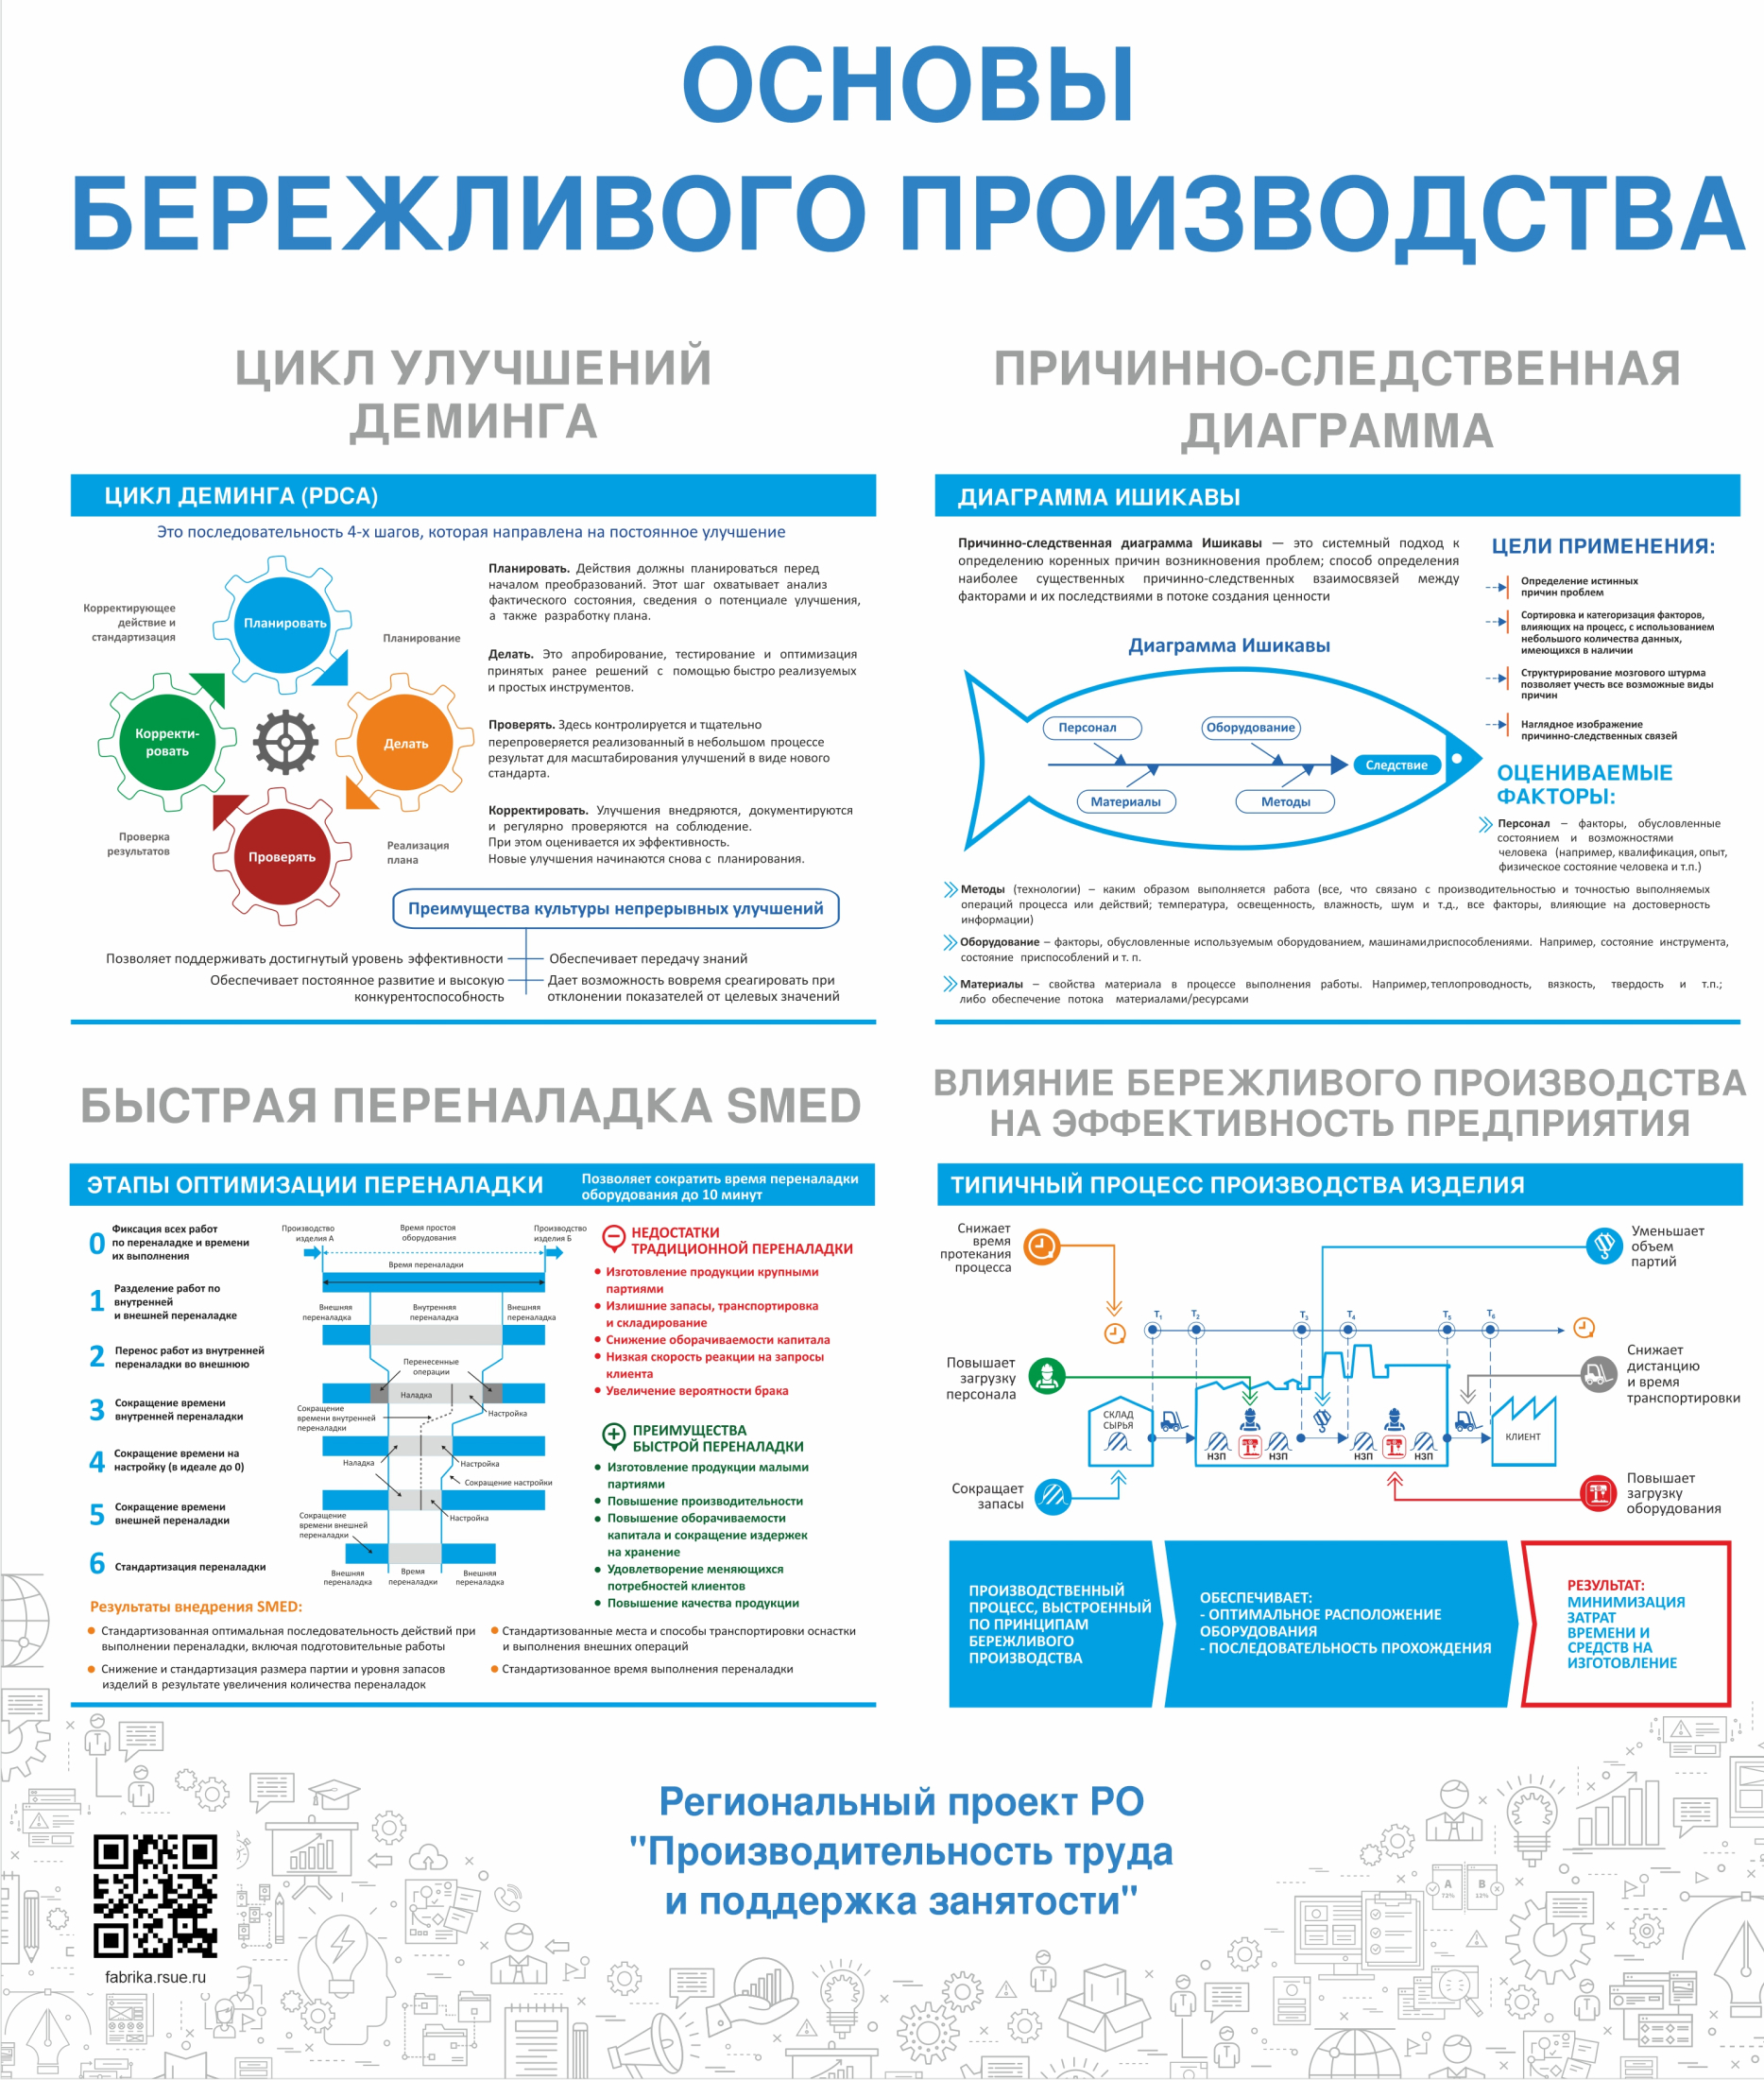 ОСНОВЫ
БЕРЕЖЛИВОГО ПРОИЗВОДСТВА
ЦИКЛ УЛУЧШЕНИЙ
ДЕМИНГА
ЦИКЛ ДЕМИНГА (PDCA)
Это последовательность 4-х шагов, которая направлена на постоянное улучшение
Корректирующее
действие и
стандартизация
Планировать
Планирование
Корректи-
ровать
Делать
Проверка
результатов
Проверять
Реализация
плана
Планировать. Действия должны планироваться перед
началом преобразований. Этот шаг охватывает анализ
фактического состояния, сведения о потенциале улучшения,
а также разработку плана.
Делать. Это апробирование, тестирование и оптимизация
принятых ранее решений с помощью быстро реализуемых
и простых инструментов.
Проверять. Здесь контролируется и тщательно
перепроверяется реализованный в небольшом процессе
результат для масштабирования улучшений в виде нового
стандарта.
Корректировать. Улучшения внедряются, документируются
и регулярно проверяются на соблюдение.
При этом оценивается их эффективность.
Новые улучшения начинаются снова с планирования.
Преимущества культуры непрерывных улучшений
Позволяет поддерживать достигнутый уровень эффективности
Обеспечивает постоянное развитие и высокую
конкурентоспособность
Обеспечивает передачу знаний
Дает возможность вовремя среагировать при
отклонении показателей от целевых значений
ПРИЧИННО-СЛЕДСТВЕННАЯ
ДИАГРАММА
ДИАГРАММА ИШИКАВЫ
Причинно-следственная диаграмма Ишикавы — это системный подход к
определению коренных причин возникновения проблем; способ определения
наиболее существенных причинно-следственных взаимосвязей между
факторами и их последствиями в потоке создания ценности
Диаграмма Ишикавы
Персонал
Оборудование
Следствие
Материалы
Методы
ЦЕЛИ ПРИМЕНЕНИЯ:
Определение истинных
причин проблем
Сортировка и категоризация факторов,
влияющих на процесс, с использованием
небольшого количества данных,
имеющихся в наличии
Структурирование мозгового штурма
позволяет учесть все возможные виды
причин
Наглядное изображение
причинно-следственных связей
ОЦЕНИВАЕМЫЕ
ФАКТОРЫ:
Персонал – факторы, обусловленные
состоянием и возможностями
человека (например, квалификация, опыт,
физическое состояние человека и т.п.)
Методы (технологии) – каким образом выполняется работа (все, что связано с производительностью и точностью выполняемых
операций процесса или действий; температура, освещенность, влажность, шум и т.д., все факторы, влияющие на достоверность
информации)
Оборудование – факторы, обусловленные используемым оборудованием, машинами,приспособлениями. Например, состояние инструмента,
состояние приспособлений и т. п.
Материалы – свойства материала в процессе выполнения работы. Например,теплопроводность, вязкость, твердость и т.п.;
либо обеспечение потока материалами/ресурсами
БЫСТРАЯ ПЕРЕНАЛАДКА SMED
ЭТАПЫ ОПТИМИЗАЦИИ ПЕРЕНАЛАДКИ
Позволяет сократить время переналадки
оборудования до 10 минут
0 Фиксация всех работ
по переналадке и времени
их выполнения
1 Разделение работ по
внутренней
и внешней переналадке
2 Перенос работ из внутренней
переналадки во внешнюю
3 Сокращение времени
внутренней переналадки
4 Сокращение времени на
настройку (в идеале до 0)
5 Сокращение времени
внешней переналадки
6 Стандартизация переналадки
Производство
изделия А
Время простоя
оборудования
Производство
изделия Б
Время переналадки
Внешняя
переналадка
Внутренняя
переналадка
Внешняя
переналадка
Перенесенные
операции
Наладка
Сокращение
времени внутренней
переналадки
Настройка
Наладка
Настройка
Сокращение настройки
Сокращение
времени внешней
переналадки
Настройка
Внешняя
переналадка
Время
переналадки
Внешняя
переналадка
НЕДОСТАТКИ
ТРАДИЦИОННОЙ ПЕРЕНАЛАДКИ
• Изготовление продукции крупными
партиями
• Излишние запасы, транспортировка
и складирование
• Снижение оборачиваемости капитала
• Низкая скорость реакции на запросы
клиента
• Увеличение вероятности брака
ПРЕИМУЩЕСТВА
БЫСТРОЙ ПЕРЕНАЛАДКИ
• Изготовление продукции малыми
партиями
• Повышение производительности
• Повышение оборачиваемости
капитала и сокращение издержек
на хранение
• Удовлетворение меняющихся
потребностей клиентов
• Повышение качества продукции
Результаты внедрения SMED:
• Стандартизованная оптимальная последовательность действий при
выполнении переналадки, включая подготовительные работы
• Снижение и стандартизация размера партии и уровня запасов
изделий в результате увеличения количества переналадок
• Стандартизованные места и способы транспортировки оснастки
и выполнения внешних операций
• Стандартизованное время выполнения переналадки
ВЛИЯНИЕ БЕРЕЖЛИВОГО ПРОИЗВОДСТВА
НА ЭФФЕКТИВНОСТЬ ПРЕДПРИЯТИЯ
ТИПИЧНЫЙ ПРОЦЕСС ПРОИЗВОДСТВА ИЗДЕЛИЯ
Снижает
время
протекания
процесса
Уменьшает
объем
партий
T1 T2 T3 T4 T5 T6
Повышает
загрузку
персонала
Снижает
дистанцию
и время
транспортировки
СКЛАД
СЫРЬЯ
КЛИЕНТ
НЗП НЗП НЗП НЗП
Сокращает
запасы
Повышает
загрузку
оборудования
ПРОИЗВОДСТВЕННЫЙ
ПРОЦЕСС, ВЫСТРОЕННЫЙ
ПО ПРИНЦИПАМ
БЕРЕЖЛИВОГО
ПРОИЗВОДСТВА
ОБЕСПЕЧИВАЕТ:
- ОПТИМАЛЬНОЕ РАСПОЛОЖЕНИЕ
ОБОРУДОВАНИЯ
- ПОСЛЕДОВАТЕЛЬНОСТЬ ПРОХОЖДЕНИЯ
РЕЗУЛЬТАТ:
МИНИМИЗАЦИЯ
ЗАТРАТ
ВРЕМЕНИ И
СРЕДСТВ НА
ИЗГОТОВЛЕНИЕ
Региональный проект РО
"Производительность труда
и поддержка занятости"
fabrika.rsue.ru
A B
72% 12%